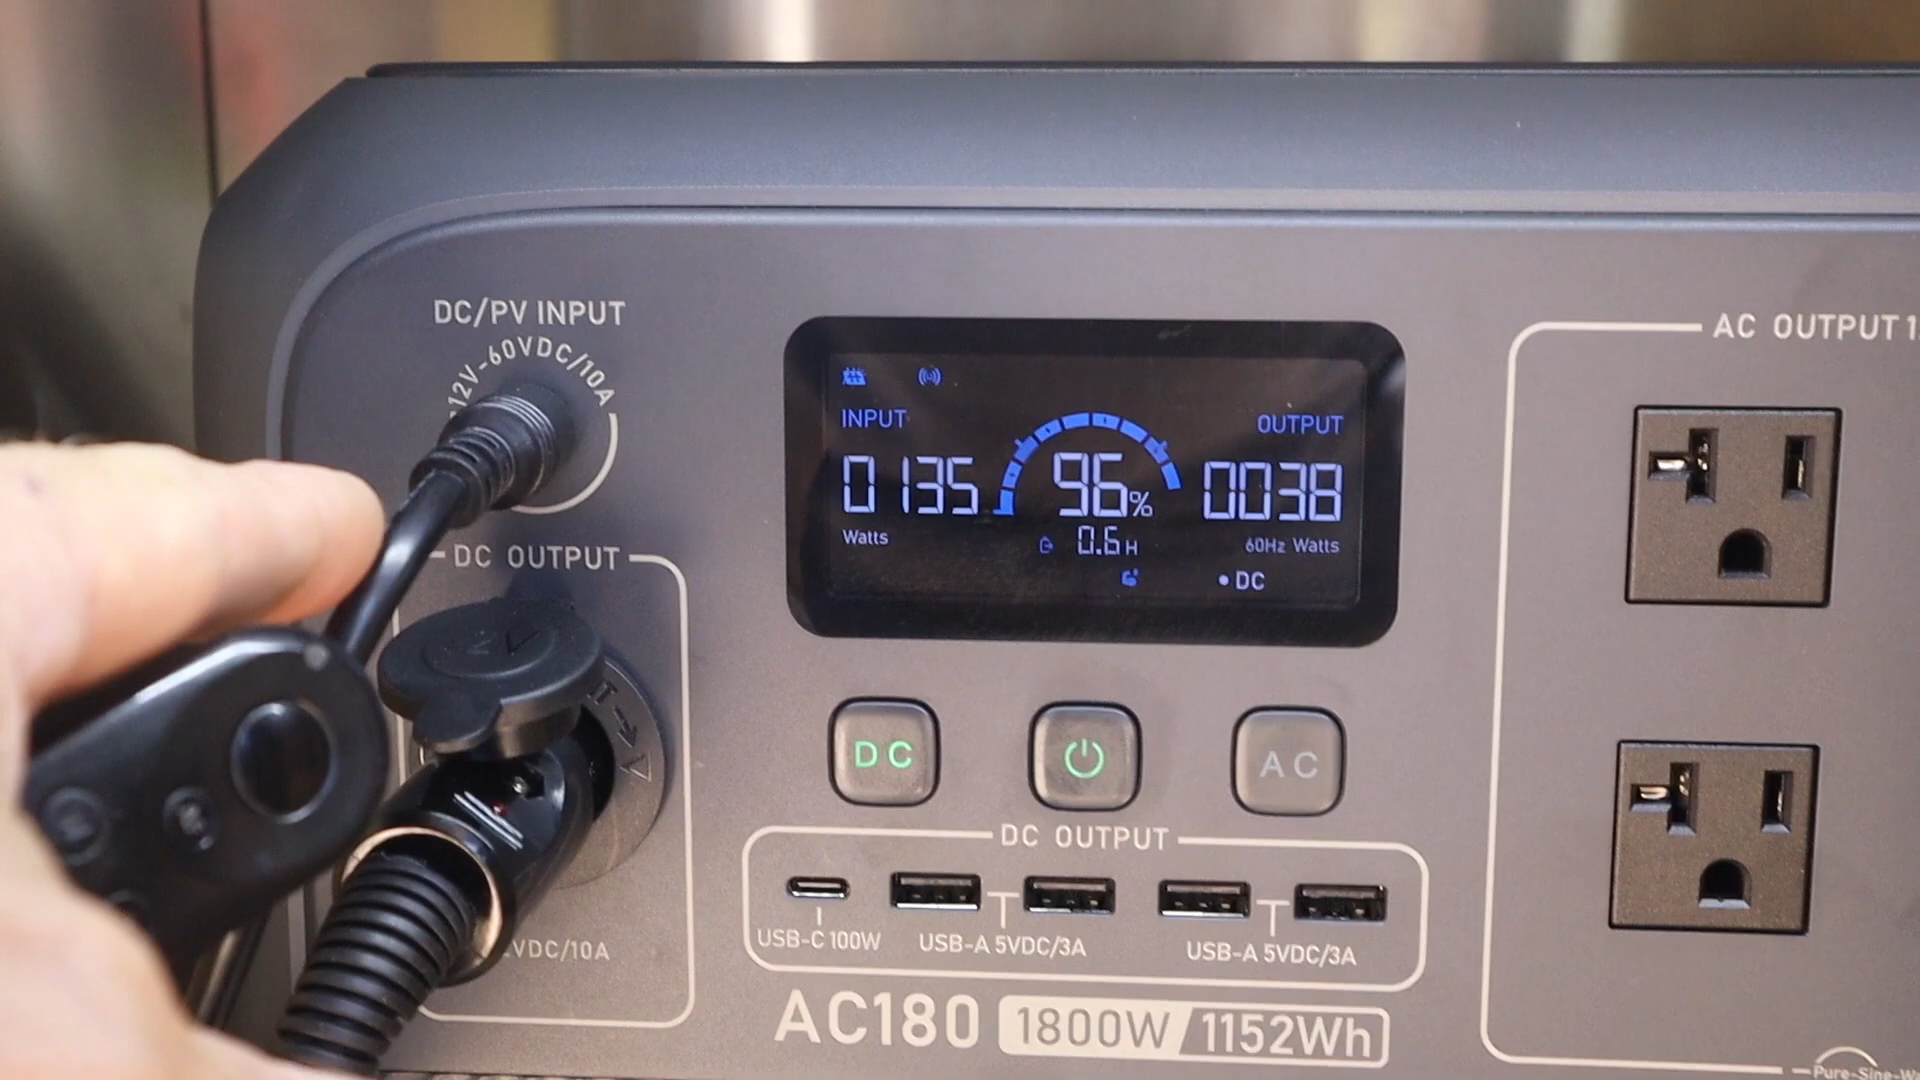 DC/PV INPUT
12V-60VDC/10A
DC OUTPUT
VDC/10A
INPUT
0135
Watts
96%
0.6H
OUTPUT
0038
60Hz Watts
DC
DC
AC
DC OUTPUT
USB-C 100W
USB-A 5VDC/3A
USB-A 5VDC/3A
AC180 1800W/1152Wh
AC OUTPUT
Pure-Sine-Wa